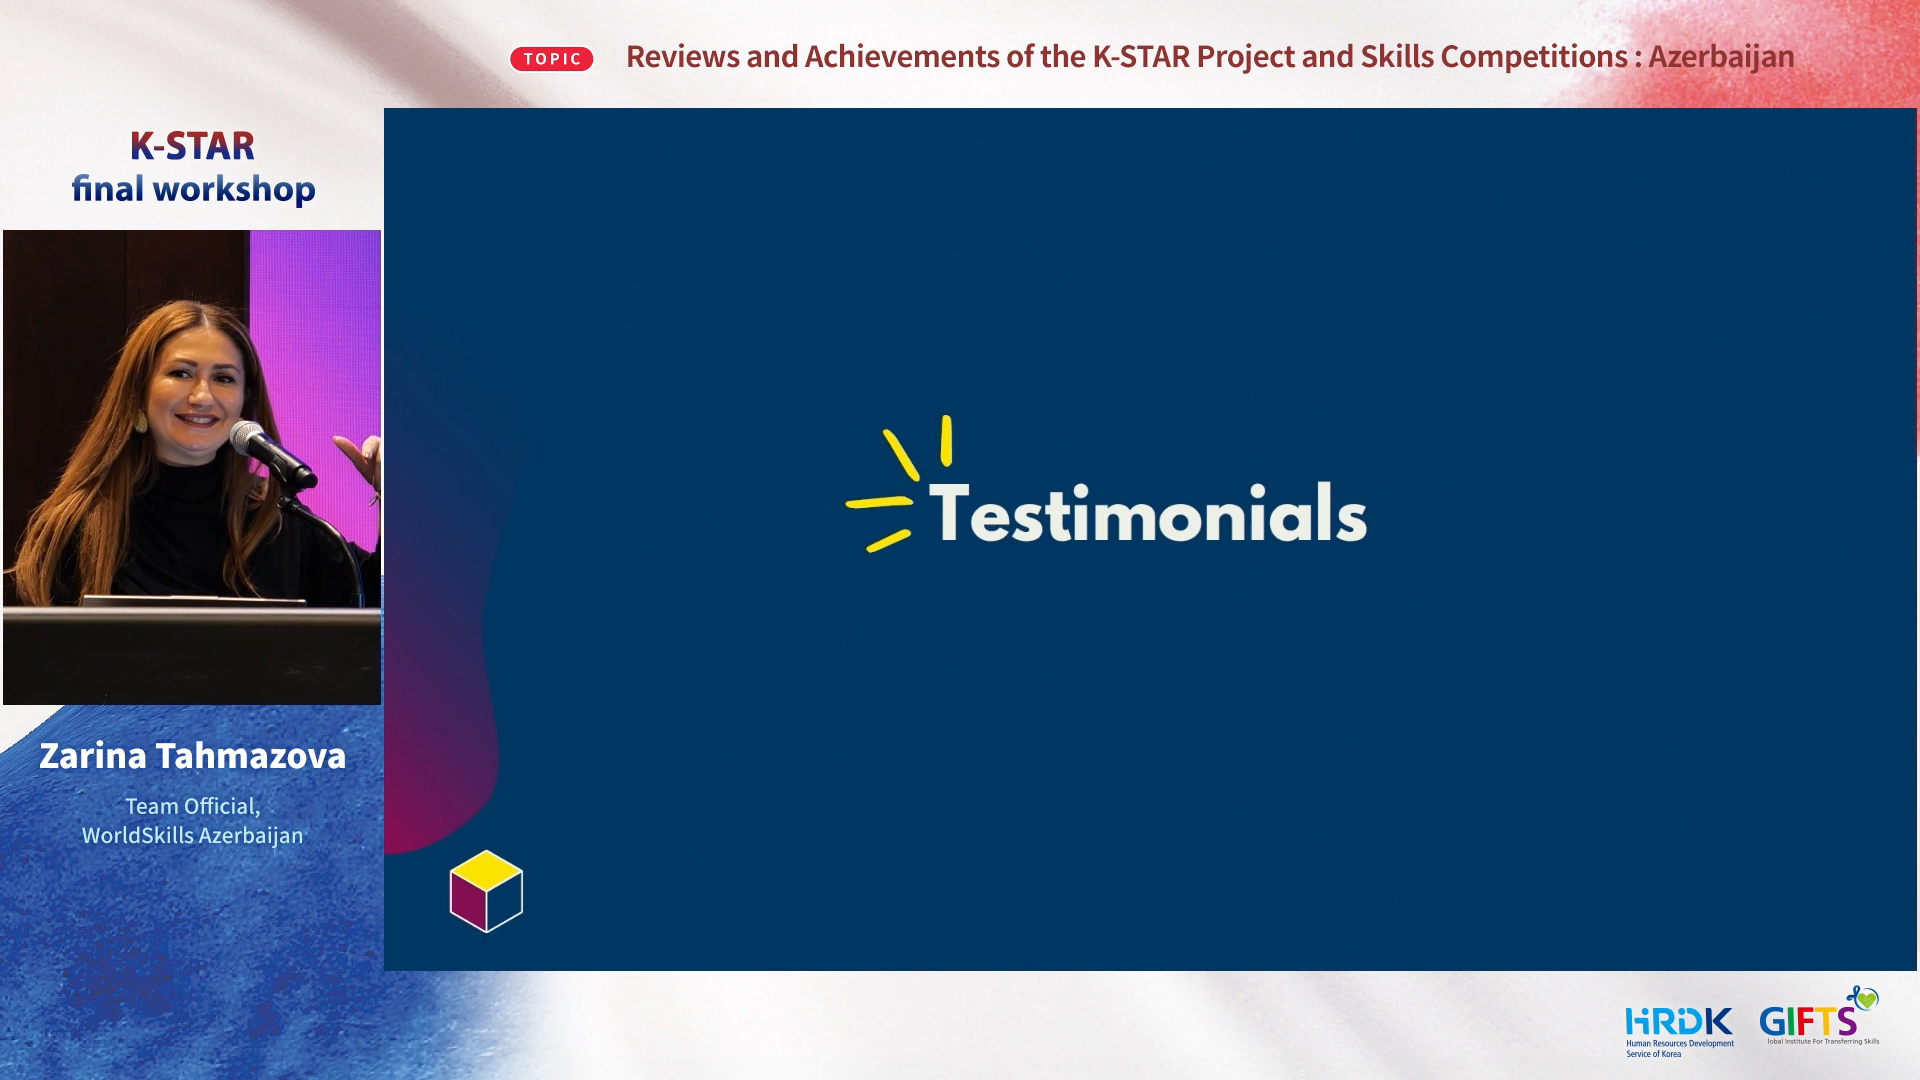 TOPIC
Reviews and Achievements of the K-STAR Project and Skills Competitions : Azerbaijan
K-STAR
final workshop
Testimonials
Zarina Tahmazova
Team Official,
WorldSkills Azerbaijan
HRDK
Human Resources Development
Service of Korea
GIFTS
lobal Institute For Transferring Skills